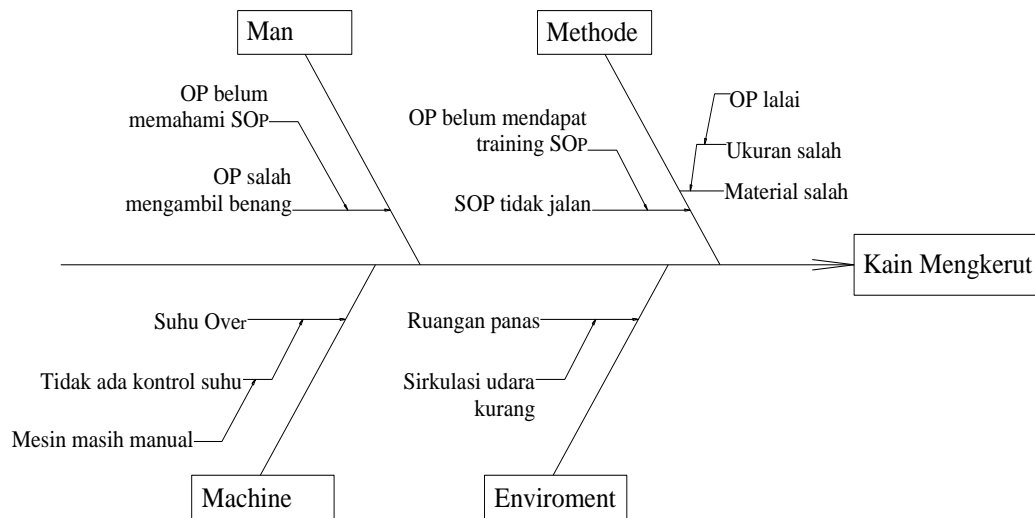 Man
Methode
OP belum
memahami SOP
OP salah
mengambil benang
OP belum mendapat
training SOP
SOP tidak jalan
OP lalai
Ukuran salah
Material salah
Kain Mengkerut
Suhu Over
Tidak ada kontrol suhu
Mesin masih manual
Ruangan panas
Sirkulasi udara
kurang
Machine
Enviroment